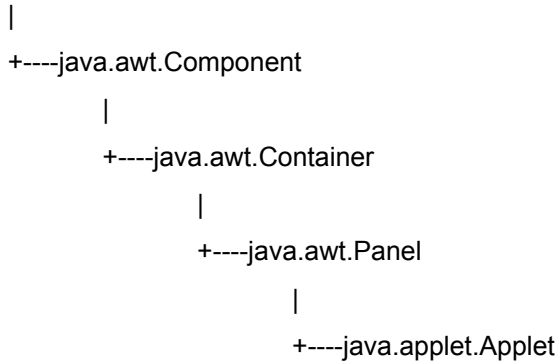 |
+----java.awt.Component
|
+----java.awt.Container
|
+----java.awt.Panel
|
+----java.applet.Applet